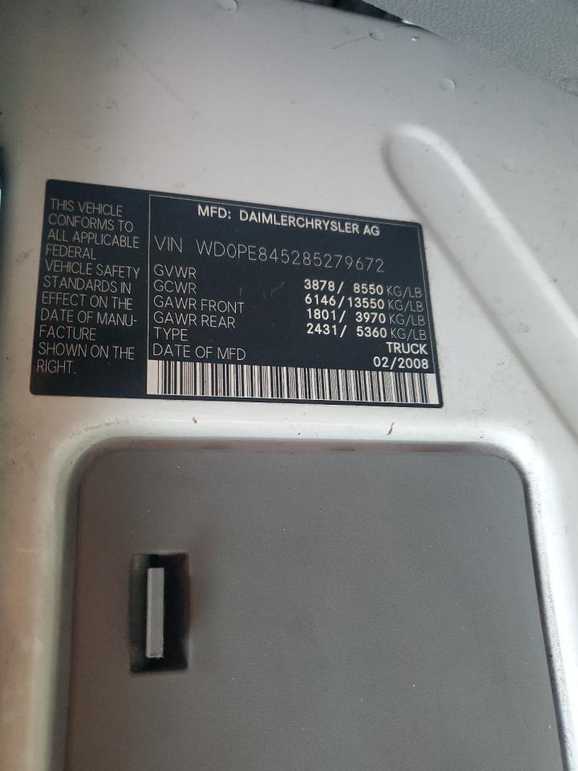 THIS VEHICLE
CONFORMS TO
ALL APPLICABLE
FEDERAL
VEHICLE SAFETY
STANDARDS IN
EFFECT ON THE
DATE OF MANU-
FACTURE
SHOWN ON THE
RIGHT.
MFD: DAIMLERCHRYSLER AG
VIN WD0PE845285279672
GVWR 3878/ 8550 KG/LB
GCWR 6146/13550 KG/LB
GAWR FRONT 1801/ 3970 KG/LB
GAWR REAR 2431/ 5360 KG/LB
TYPE TRUCK
DATE OF MFD 02/2008